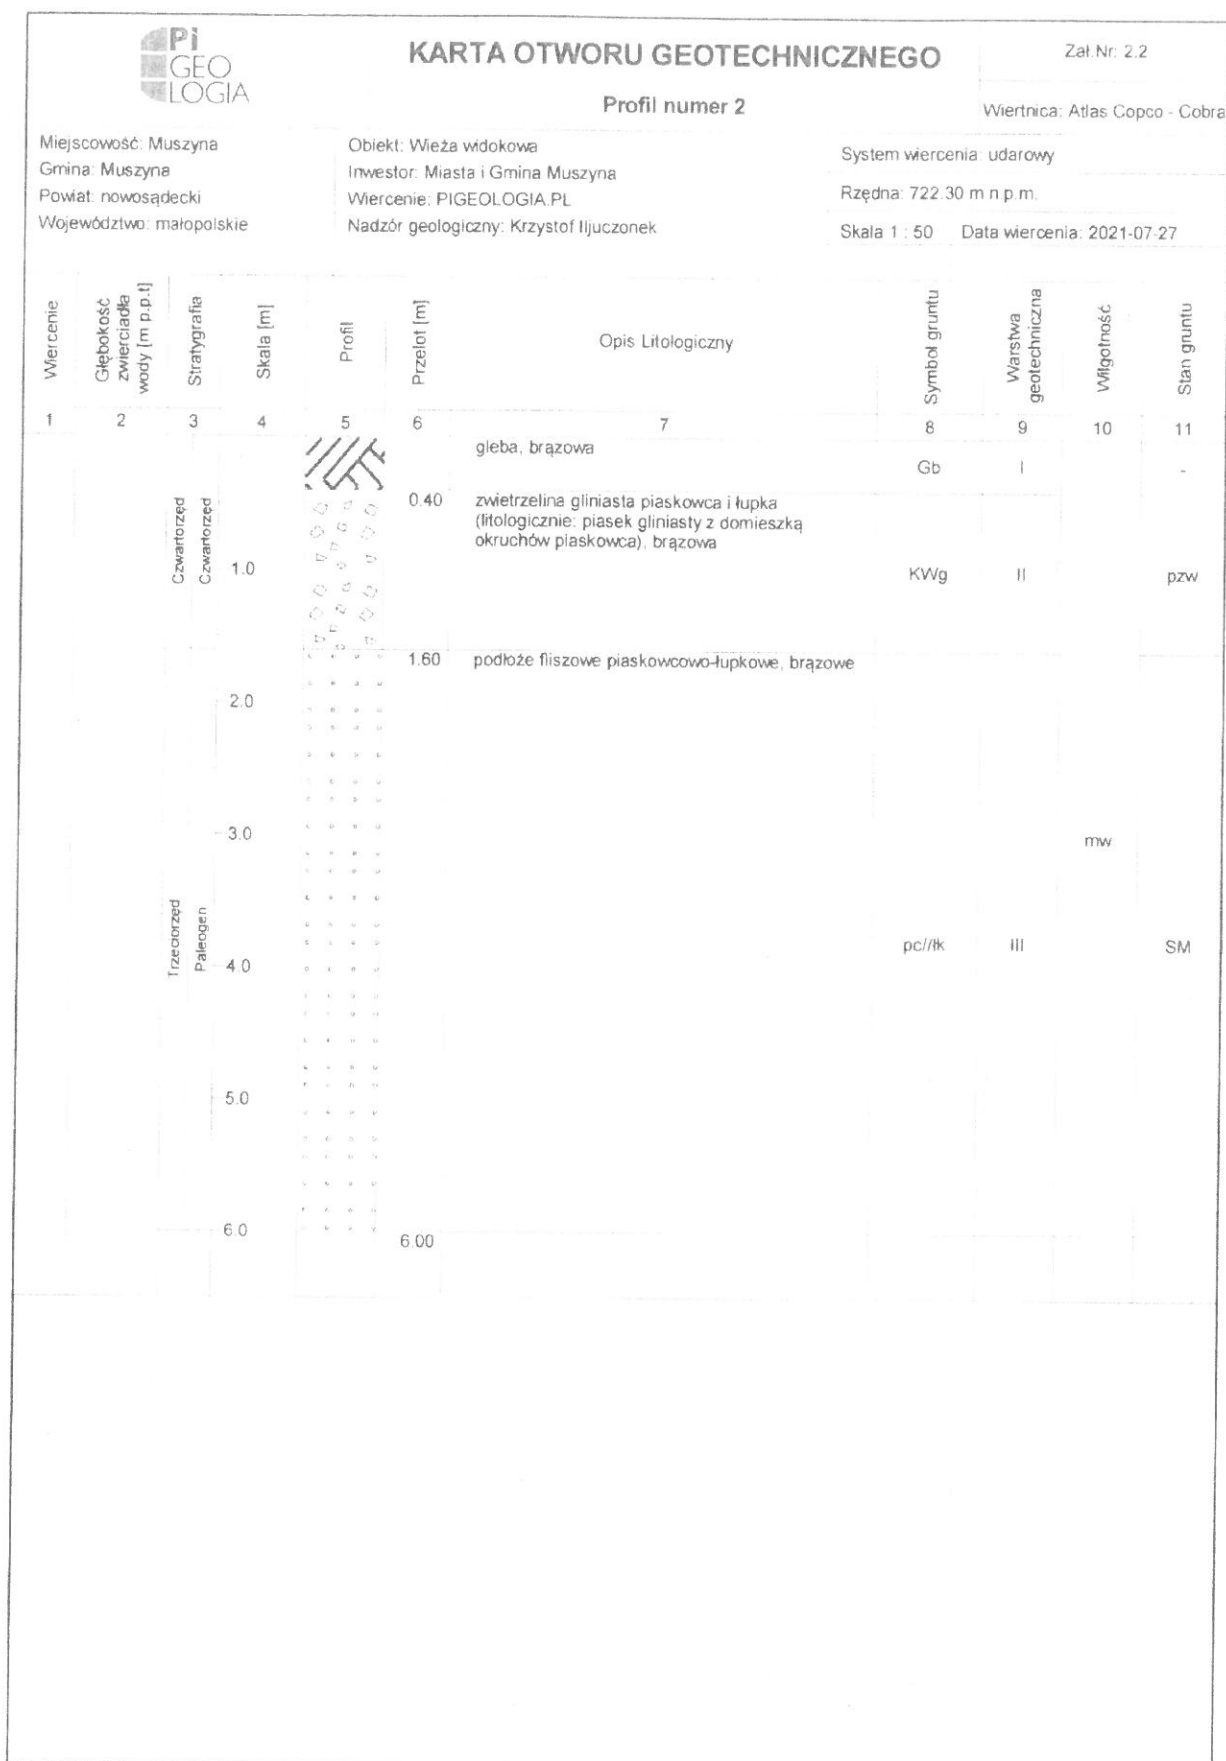 Pi
GEO
LOGIA
KARTA OTWORU GEOTECHNICZNEGO
Profil numer 2
Zał.Nr: 2.2
Wiertnica: Atlas Copco - Cobra
Miejscowość: Muszyna
Gmina: Muszyna
Powiat: nowosądecki
Województwo: małopolskie
Obiekt: Wieża widokowa
Inwestor: Miasta i Gmina Muszyna
Wiercenie: PIGEOLOGIA.PL
Nadzór geologiczny: Krzystof Iljuczonek
System wiercenia: udarowy
Rzędna: 722.30 m n.p.m.
Skala 1 : 50 Data wiercenia: 2021-07-27
Wiercenie
Głębokość
zwierciadła
wody [m p.p.t]
Stratygrafia
Skala [m]
Profil
Przelot [m]
Opis Litologiczny
Symbol gruntu
Warstwa
geotechniczna
Wilgotność
Stan gruntu
1 2 3 4 5 6 7 8 9 10 11
gleba, brązowa
Gb I -
0.40 zwietrzelina gliniasta piaskowca i łupka
(litologicznie: piasek gliniasty z domieszką
okruchów piaskowca), brązowa
Czwartorzęd
Czwartorzęd
1.0
KWg II pzw
1.60 podłoże fliszowe piaskowcowo-łupkowe, brązowe
2.0
3.0
mw
Trzeciorzęd
Paleogen
pc//łk III SM
4.0
5.0
6.0
6.00